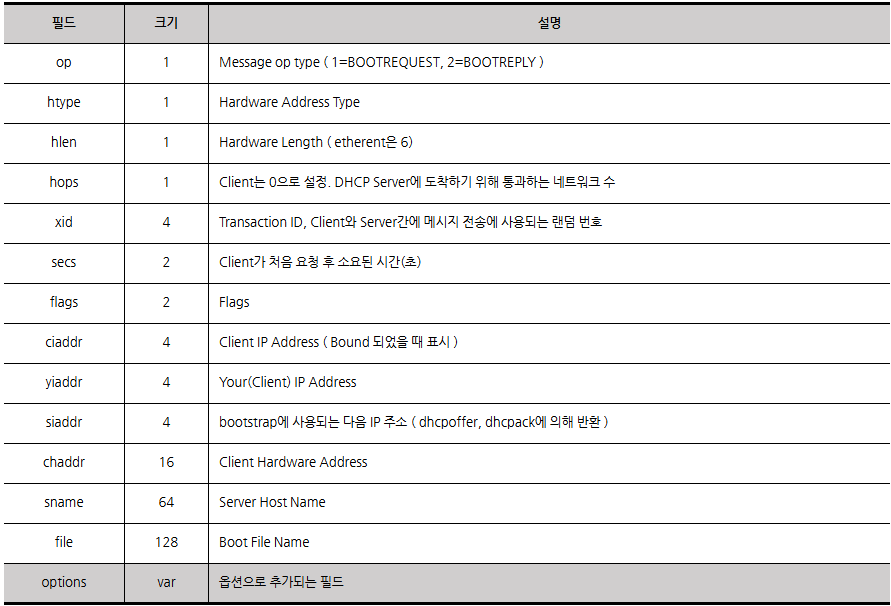 필드 크기 설명
op 1 Message op type ( 1=BOOTREQUEST, 2=BOOTREPLY )
htype 1 Hardware Address Type
hlen 1 Hardware Length ( etherent은 6)
hops 1 Client는 0으로 설정. DHCP Server에 도착하기 위해 통과하는 네트워크 수
xid 4 Transaction ID, Client와 Server간에 메시지 전송에 사용되는 랜덤 번호
secs 2 Client가 처음 요청 후 소요된 시간(초)
flags 2 Flags
ciaddr 4 Client IP Address ( Bound 되었을 때 표시 )
yiaddr 4 Your(Client) IP Address
siaddr 4 bootstrap에 사용되는 다음 IP 주소 ( dhcpoffer, dhcpack에 의해 반환 )
chaddr 16 Client Hardware Address
sname 64 Server Host Name
file 128 Boot File Name
options var 옵션으로 추가되는 필드